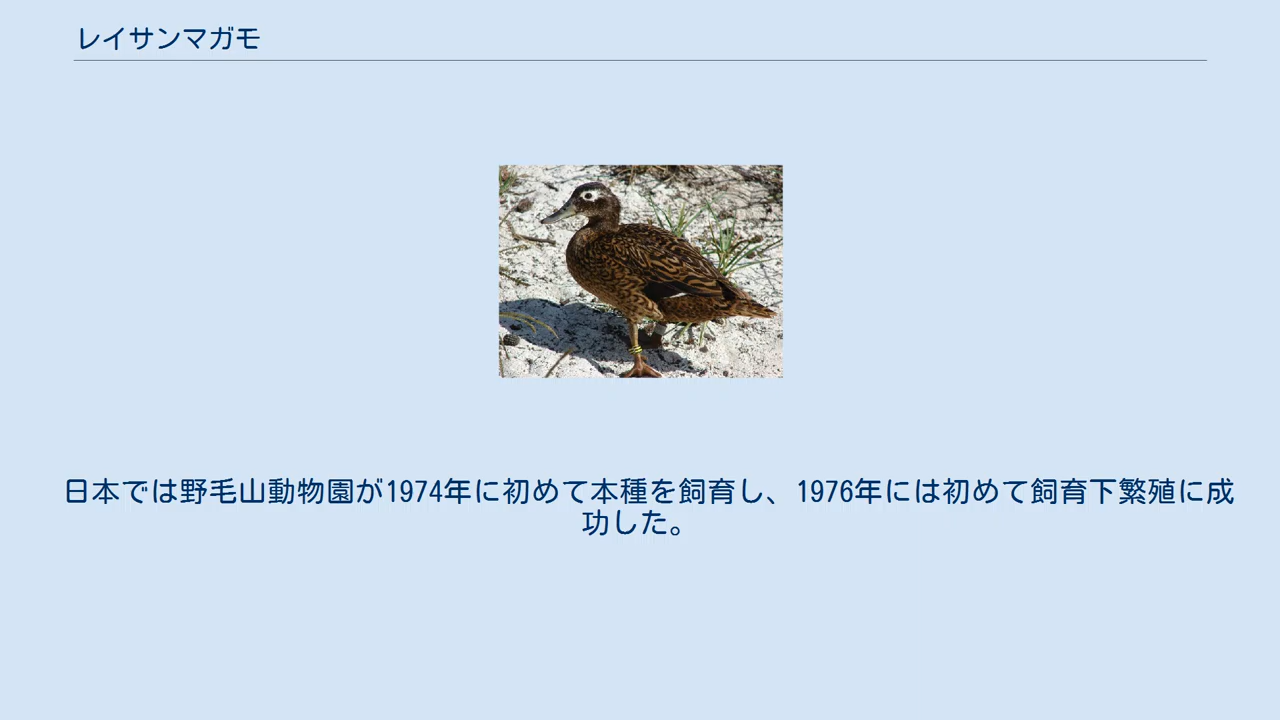 レイサンマガモ
日本では野毛山動物園が1974年に初めて本種を飼育し、1976年には初めて飼育下繁殖に成
功した。